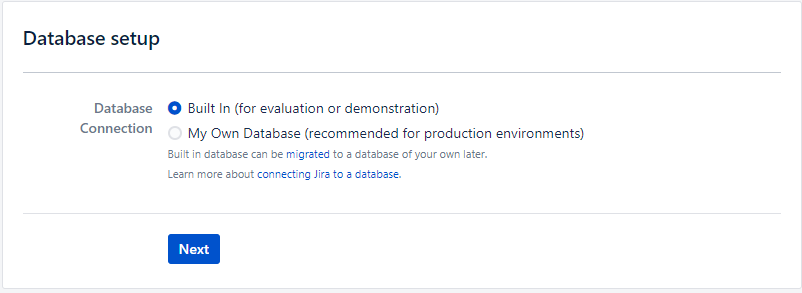 Database setup
Database
Connection
Built In (for evaluation or demonstration)
My Own Database (recommended for production environments)
Built in database can be migrated to a database of your own later.
Learn more about connecting Jira to a database.
Next